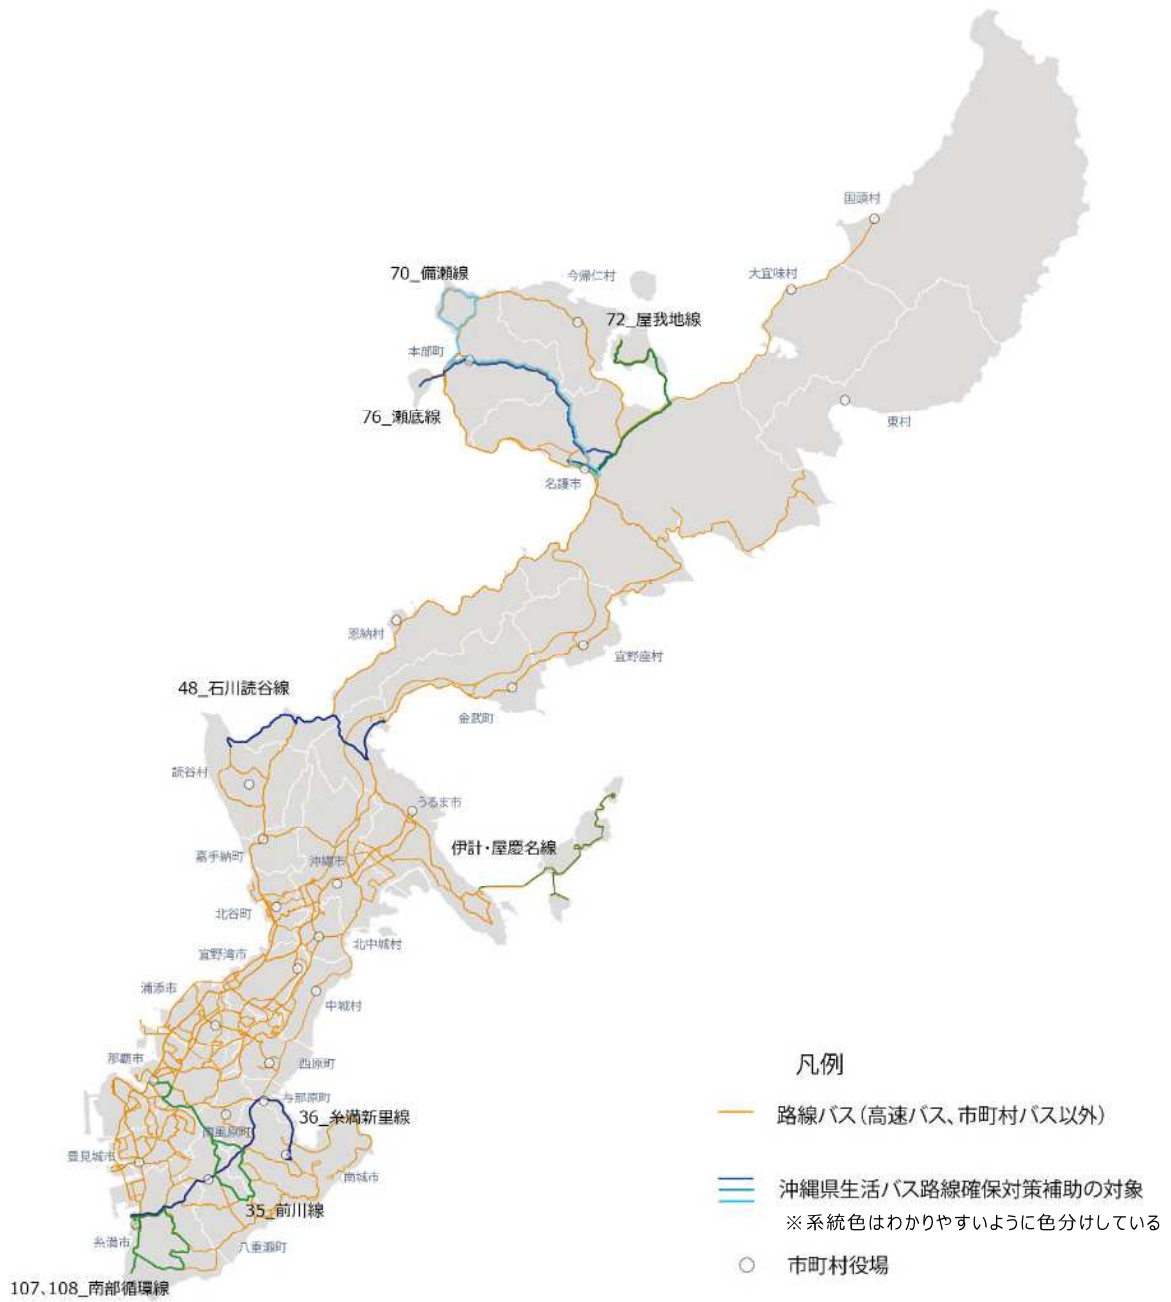 国頭村
大宜味村
70_備瀬線
今帰仁村
72_屋我地線
本部町
76_瀬底線
東村
名護市
恩納村
宜野座村
48_石川読谷線
金武町
読谷村
うるま市
伊計・屋慶名線
嘉手納町
沖縄市
北谷町
北中城村
宜野湾市
浦添市
中城村
那覇市
西原町
与那原町
36_糸満新里線
南風原町
豊見城市
南城市
35_前川線
糸満市
八重瀬町
107、108_南部循環線
凡例
路線バス（高速バス、市町村バス以外）
沖縄県生活バス路線確保対策補助の対象
※系統色はわかりやすいように色分けしている
市町村役場